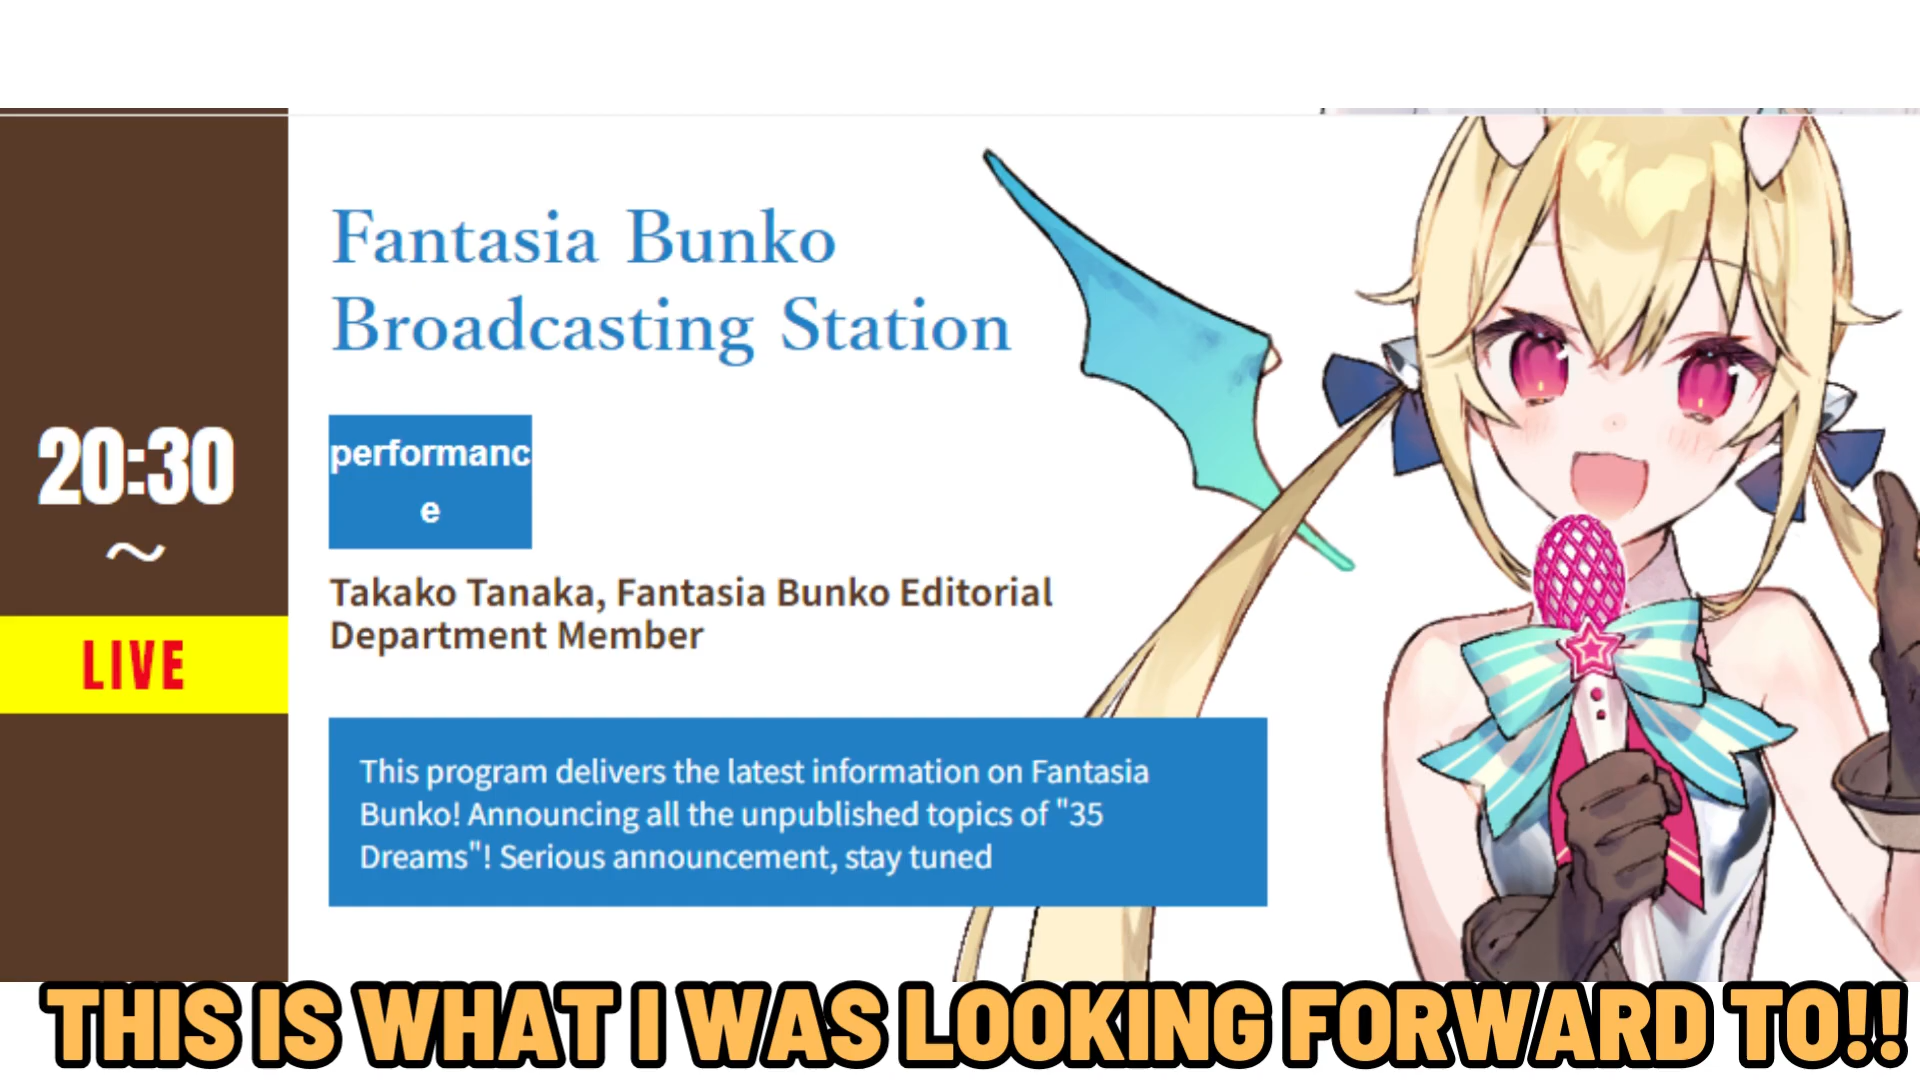 Fantasia Bunko
Broadcasting Station
20:30
~
LIVE
performanc
e
Takako Tanaka, Fantasia Bunko Editorial
Department Member
This program delivers the latest information on Fantasia
Bunko! Announcing all the unpublished topics of "35
Dreams"! Serious announcement, stay tuned
THIS IS WHAT I WAS LOOKING FORWARD TO!!